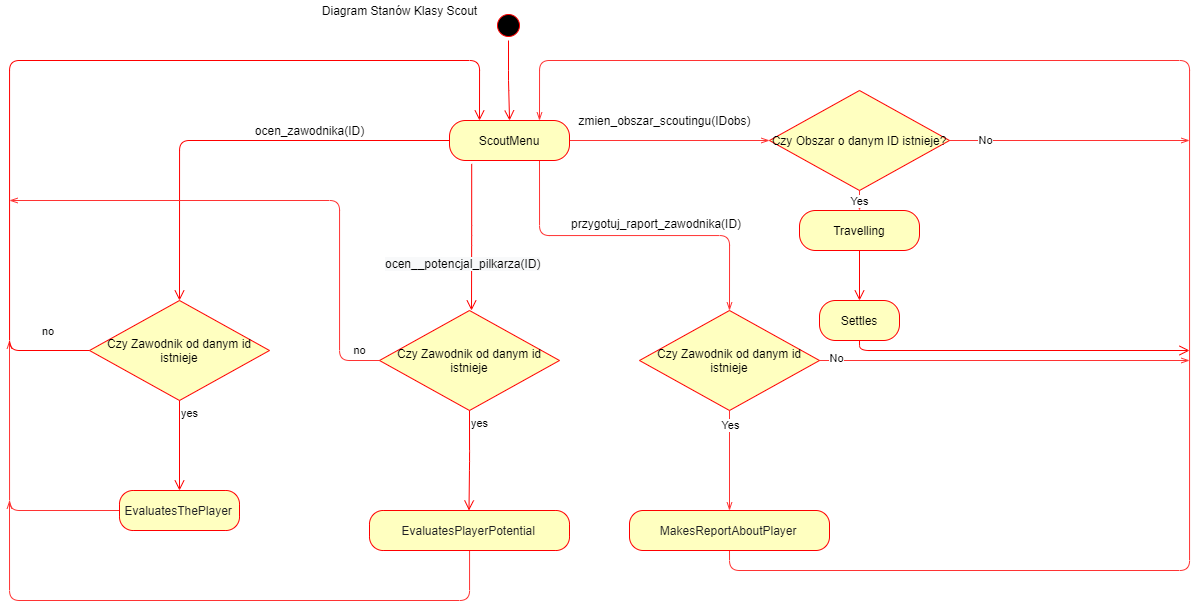 Diagram Stanów Klasy Scout
ocen_zawodnika(ID)
ScoutMenu
zmien_obszar_scoutingu(IDobs)
Czy Obszar o danym ID istnieje?
No
Yes
Travelling
przygotuj_raport_zawodnika(ID)
ocen__potencjal_pilkarza(ID)
Settles
no
Czy Zawodnik od danym id
istnieje
no
Czy Zawodnik od danym id
istnieje
Czy Zawodnik od danym id
istnieje
No
yes
yes
Yes
EvaluatesThePlayer
EvaluatesPlayerPotential
MakesReportAboutPlayer